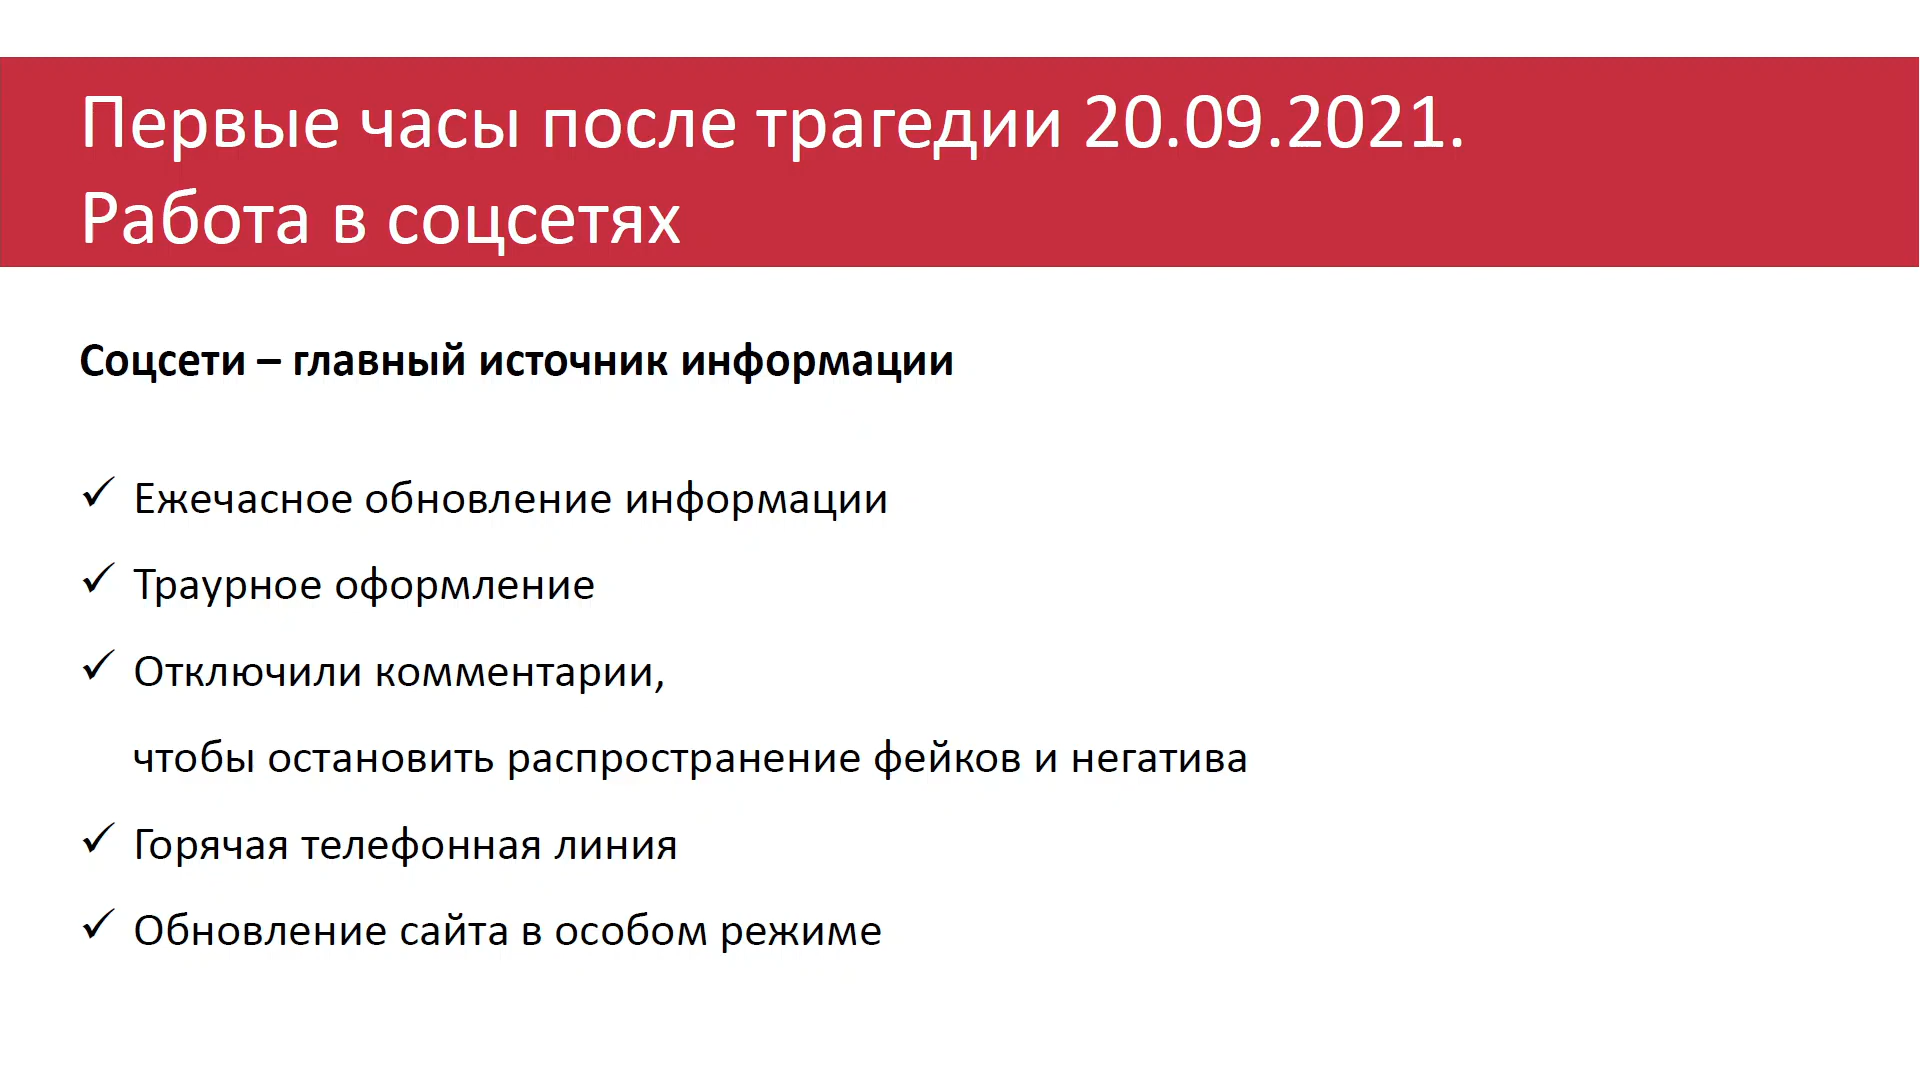 Первые часы после трагедии 20.09.2021.
Работа в соцсетях
Соцсети – главный источник информации
✓ Ежечасное обновление информации
✓ Траурное оформление
✓ Отключили комментарии,
чтобы остановить распространение фейков и негатива
✓ Горячая телефонная линия
✓ Обновление сайта в особом режиме